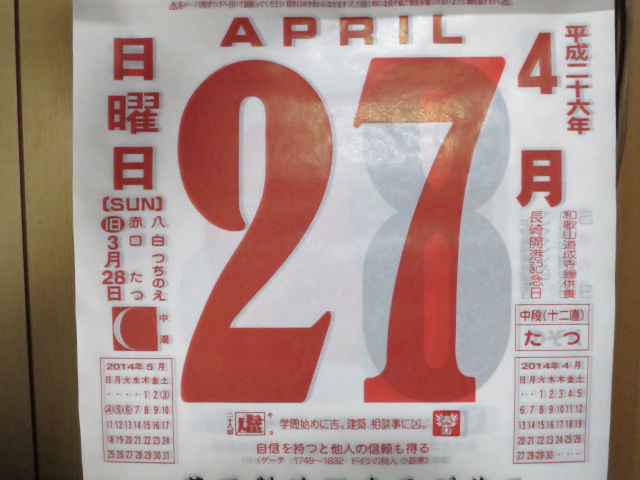 APRIL
27
4月
平成二十六年
日曜日
[SUN]
旧3月28日
八白つちのえ
赤口 たつ
中潮
和歌山道成寺鐘供養
長崎開港記念日
中段(十二直)
たつ
2014年5月
日月火水木金土
・・・・1 2 3
4 5 6 7 8 9 10
11 12 13 14 15 16 17
18 19 20 21 22 23 24
25 26 27 28 29 30 31
2014年4月
日月火水木金土
・・1 2 3 4 5
6 7 8 9 10 11 12
13 14 15 16 17 18 19
20 21 22 23 24 25 26
27 28 29 30・・・
二十八宿 虚 キョ 学問始めに吉。建築、相談事に凶。
自信を持つと他人の信頼も得る
(ゲーテ 1749〜1832 ドイツの詩人 小説家)